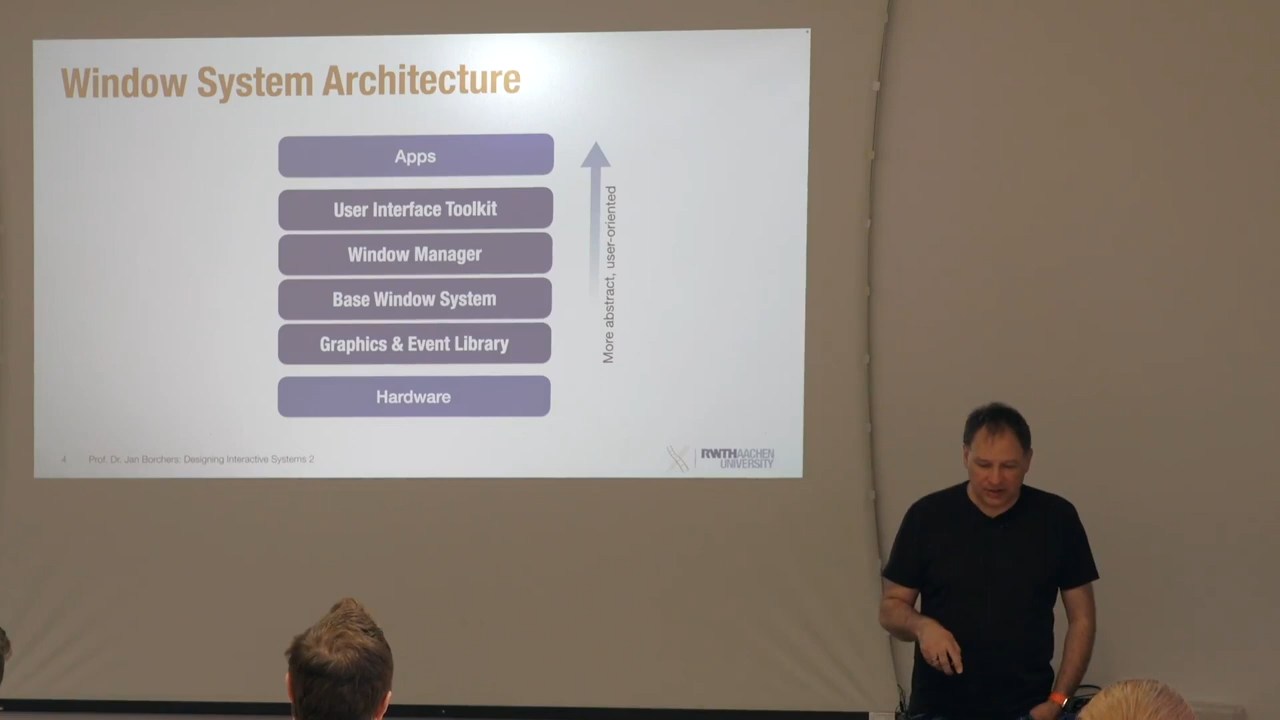 Window System Architecture
Apps
User Interface Toolkit
Window Manager
Base Window System
Graphics & Event Library
Hardware
More abstract, user-oriented
4 Prof. Dr. Jan Borchers: Designing Interactive Systems 2
RWTHAACHEN
UNIVERSITY